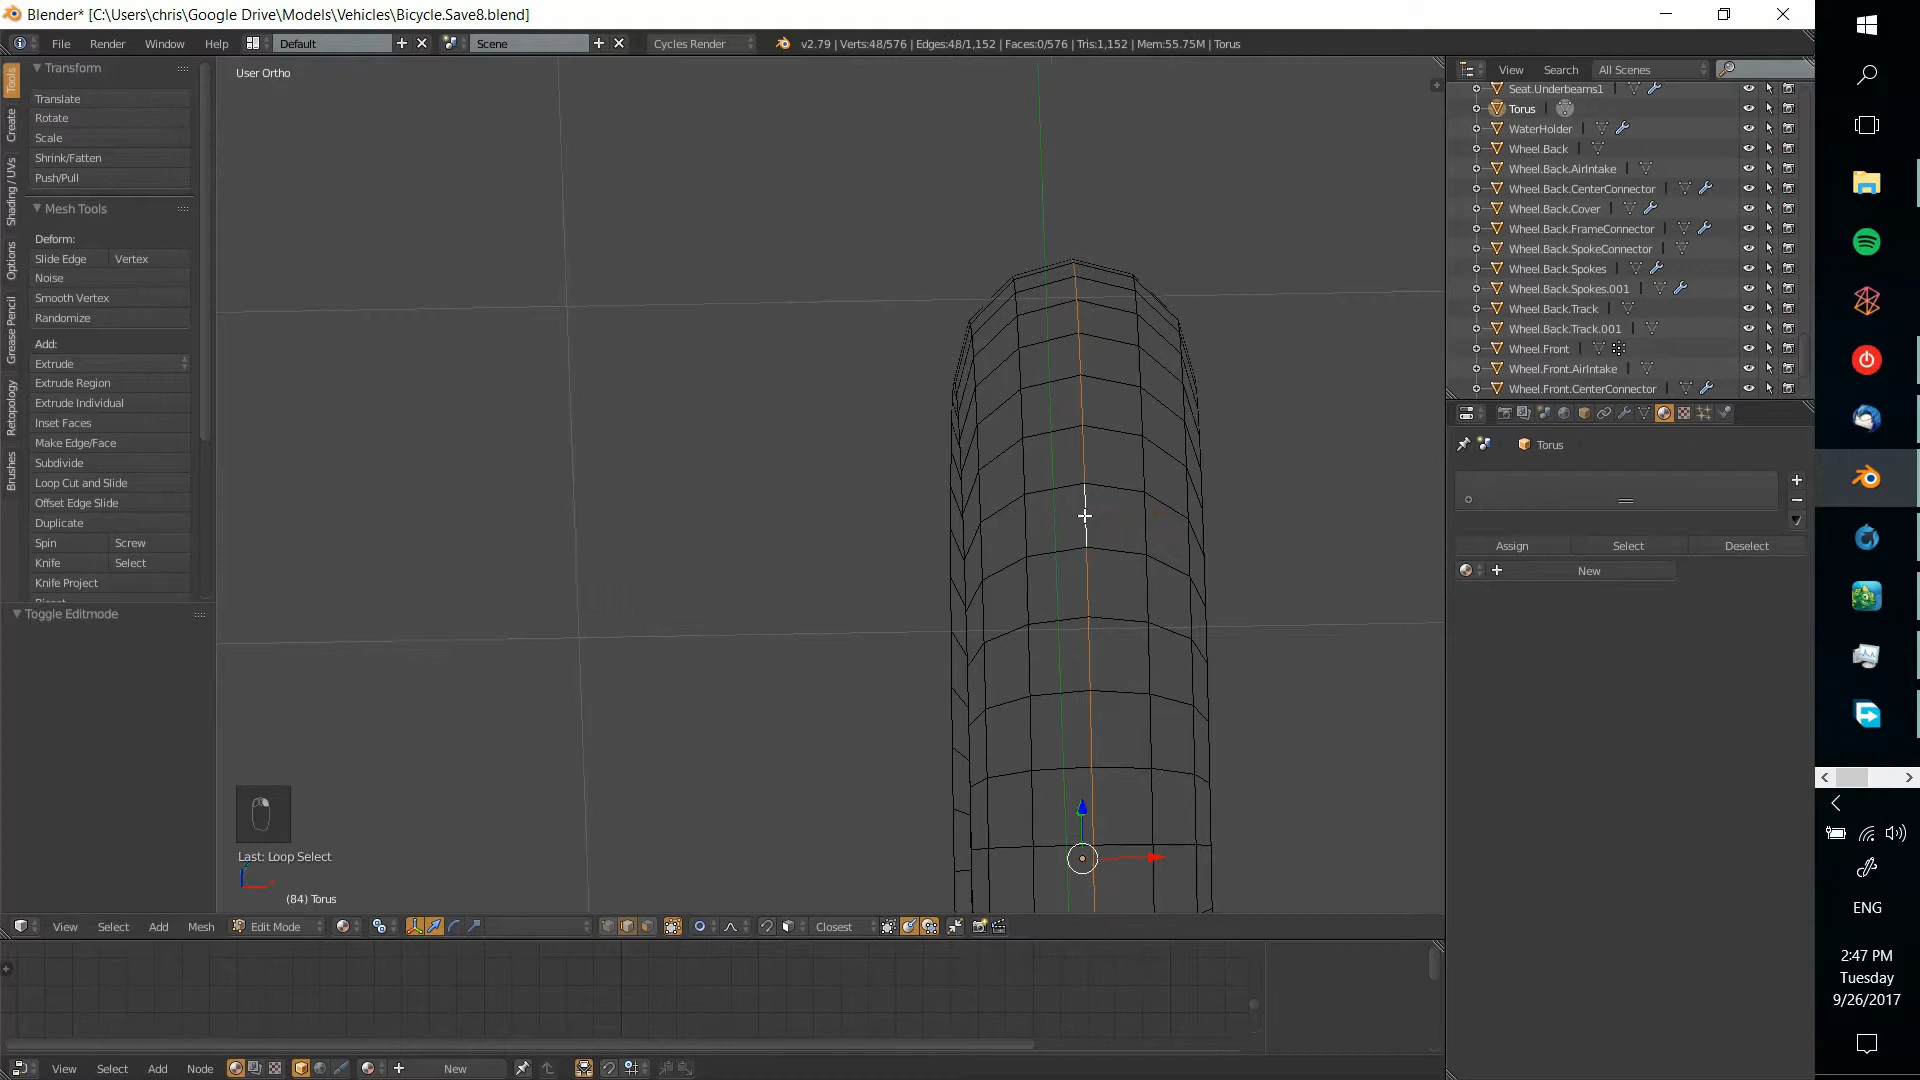 Blender* [C:\Users\chris\Google Drive\Models\Vehicles\Bicycle.Save8.blend]
File Render Window Help Default Scene Cycles Render v2.79 | Verts:48/576 | Edges:48/1,152 | Faces:0/576 | Tris:1,152 | Mem:55.75M | Torus
Tools
Create
Shading / UVs
Options
Grease Pencil
Retopology
Brushes
Transform
Translate
Rotate
Scale
Shrink/Fatten
Push/Pull
Mesh Tools
Deform:
Slide Edge Vertex
Noise
Smooth Vertex
Randomize
Add:
Extrude
Extrude Region
Extrude Individual
Inset Faces
Make Edge/Face
Subdivide
Loop Cut and Slide
Offset Edge Slide
Duplicate
Spin Screw
Knife Select
Knife Project
Toggle Editmode
User Ortho
Last: Loop Select
(84) Torus
View Select Add Mesh Edit Mode Closest
View Select Add Node New
View Search All Scenes
Seat.Underbeams1
Torus
WaterHolder
Wheel.Back
Wheel.Back.AirIntake
Wheel.Back.CenterConnector
Wheel.Back.Cover
Wheel.Back.FrameConnector
Wheel.Back.SpokeConnector
Wheel.Back.Spokes
Wheel.Back.Spokes.001
Wheel.Back.Track
Wheel.Back.Track.001
Wheel.Front
Wheel.Front.AirIntake
Wheel.Front.CenterConnector
Torus
Assign Select Deselect
New
ENG
2:47 PM
Tuesday
9/26/2017